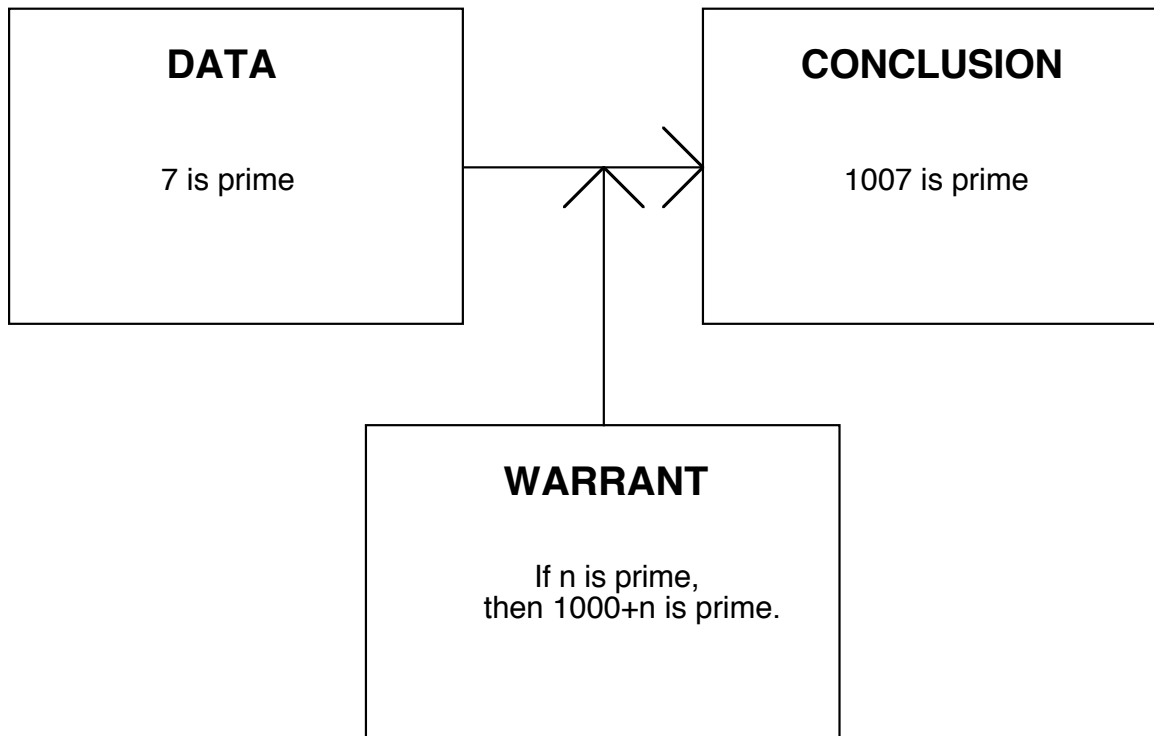 DATA
7 is prime
CONCLUSION
1007 is prime
WARRANT
If n is prime,
then 1000+n is prime.